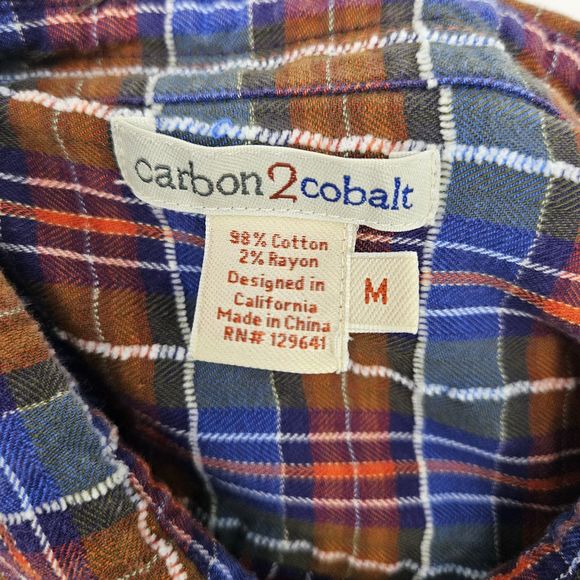 carbon2cobalt
98% Cotton
2% Rayon
Designed in
California
Made in China
RN# 129641
M